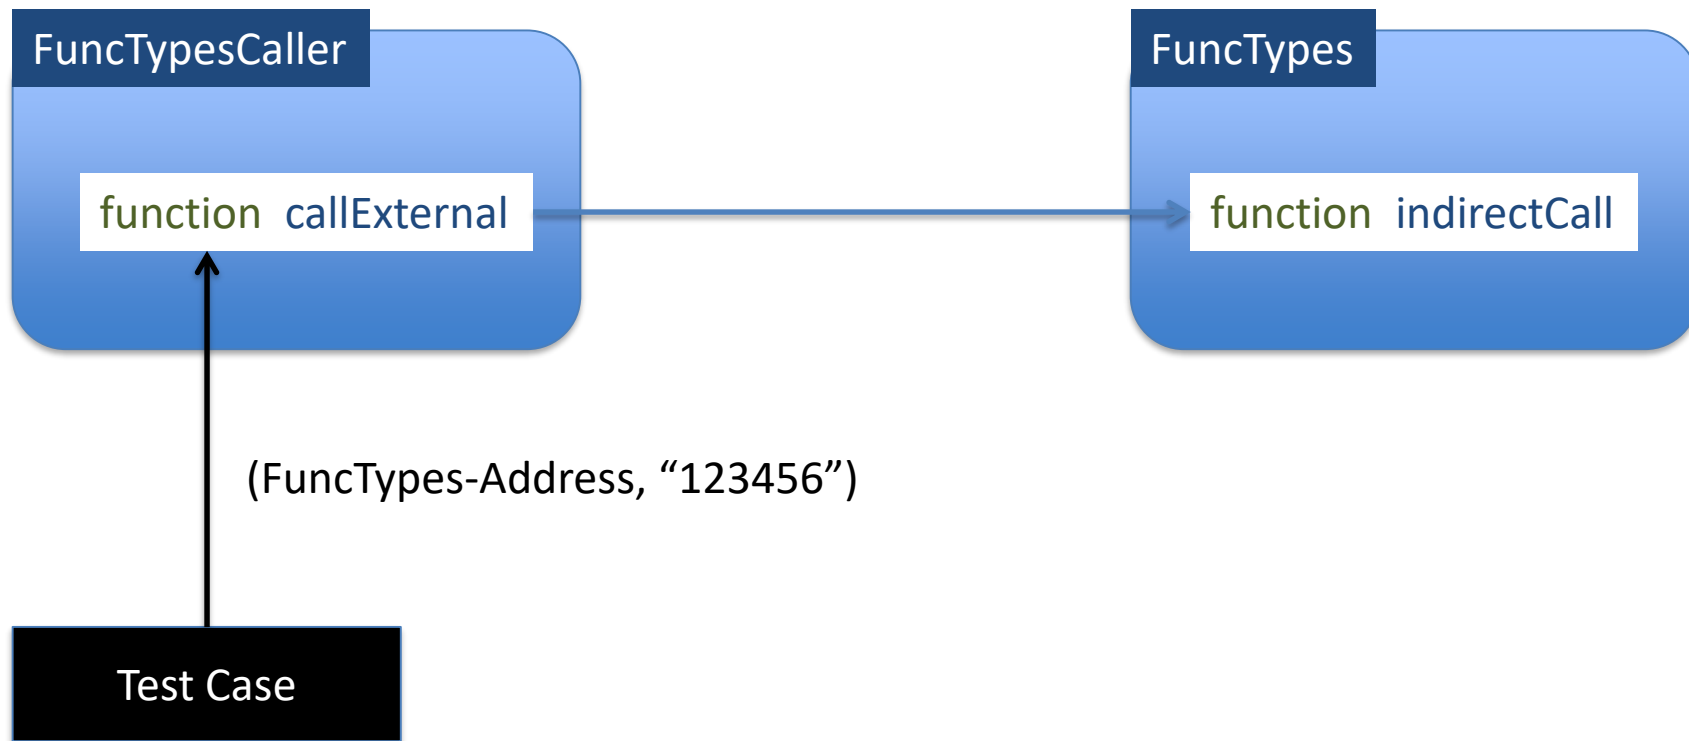 FuncTypesCaller
FuncTypes
function callExternal
function indirectCall
(FuncTypes-Address, “123456”)
Test Case